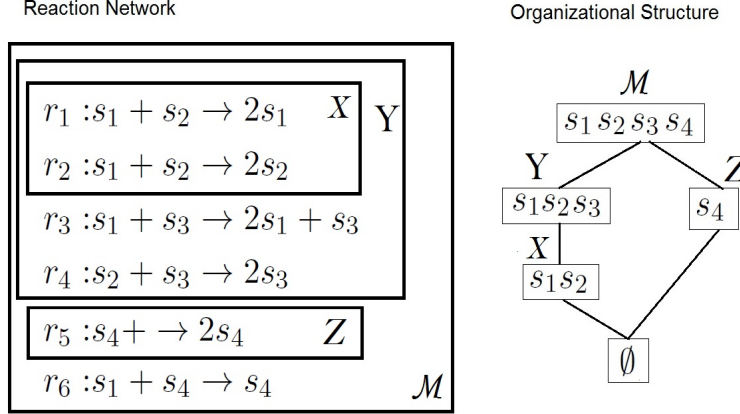 Reaction Network
r₁ :s₁ + s₂ → 2s₁ X Y
r₂ :s₁ + s₂ → 2s₂
r₃ :s₁ + s₃ → 2s₁ + s₃
r₄ :s₂ + s₃ → 2s₃
r₅ :s₄+ → 2s₄ Z
r₆ :s₁ + s₄ → s₄ ℳ
Organizational Structure
ℳ
s₁ s₂ s₃ s₄
Y Z
s₁s₂s₃ s₄
X
s₁s₂
∅